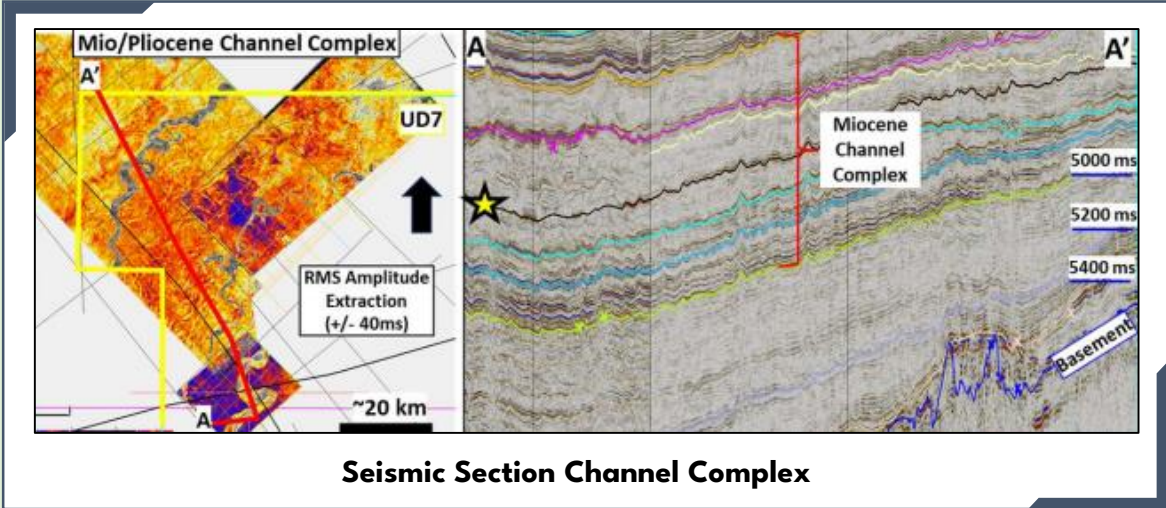 Mio/Pliocene Channel Complex
A'
UD7
RMS Amplitude
Extraction
(+/- 40ms)
~20 km
A
A
A'
Miocene
Channel
Complex
5000 ms
5200 ms
5400 ms
Basement
Seismic Section Channel Complex